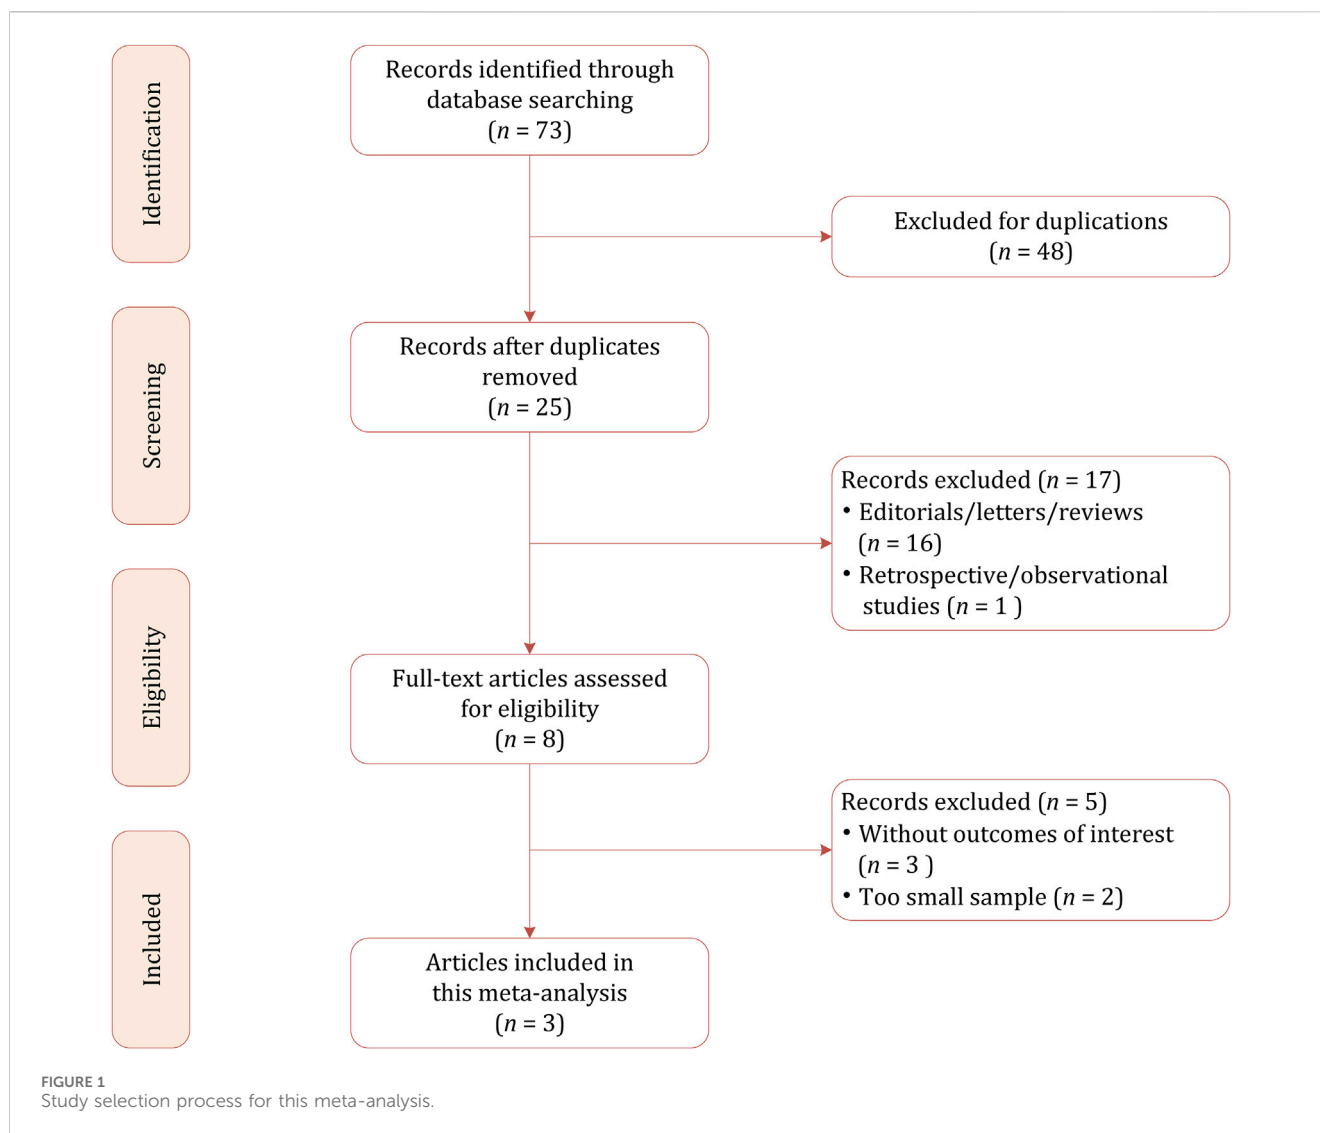 Identification
Records identified through
database searching
(n = 73)
Excluded for duplications
(n = 48)
Screening
Records after duplicates
removed
(n = 25)
Records excluded (n = 17)
• Editorials/letters/reviews
(n = 16)
• Retrospective/observational
studies (n = 1 )
Eligibility
Full-text articles assessed
for eligibility
(n = 8)
Records excluded (n = 5)
• Without outcomes of interest
(n = 3 )
• Too small sample (n = 2)
Included
Articles included in
this meta-analysis
(n = 3)
FIGURE 1
Study selection process for this meta-analysis.